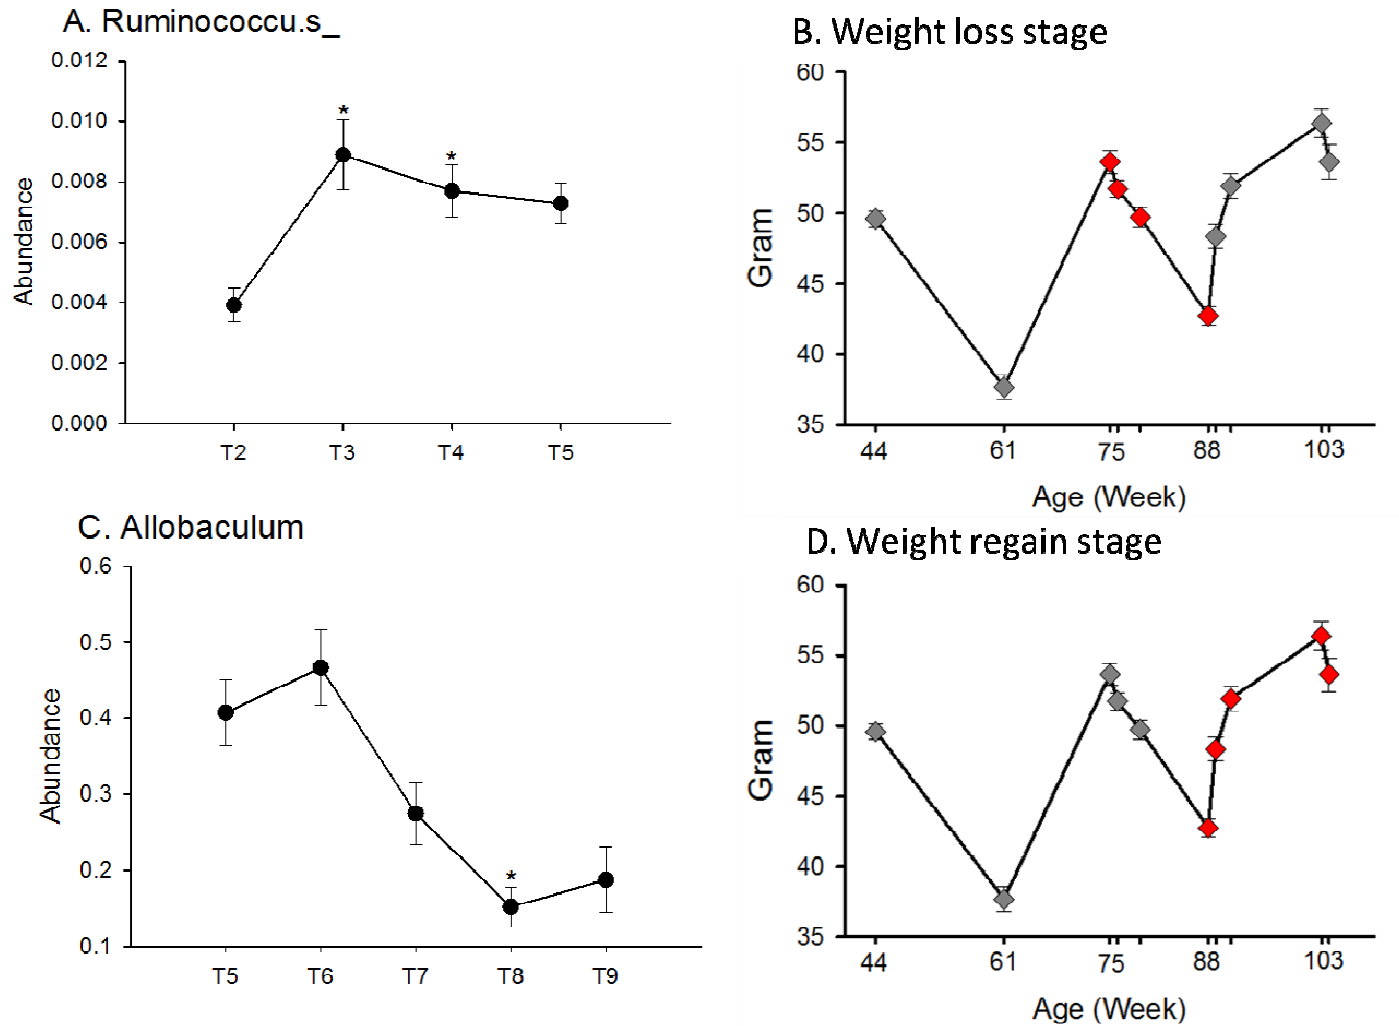 A. Ruminococcu.s_
0.012
0.010
0.008
0.006
0.004
0.002
0.000
Abundance
*
*
T2 T3 T4 T5
B. Weight loss stage
60
55
50
45
40
35
Gram
44 61 75 88 103
Age (Week)
C. Allobaculum
0.6
0.5
0.4
0.3
0.2
0.1
Abundance
*
T5 T6 T7 T8 T9
D. Weight regain stage
60
55
50
45
40
35
Gram
44 61 75 88 103
Age (Week)